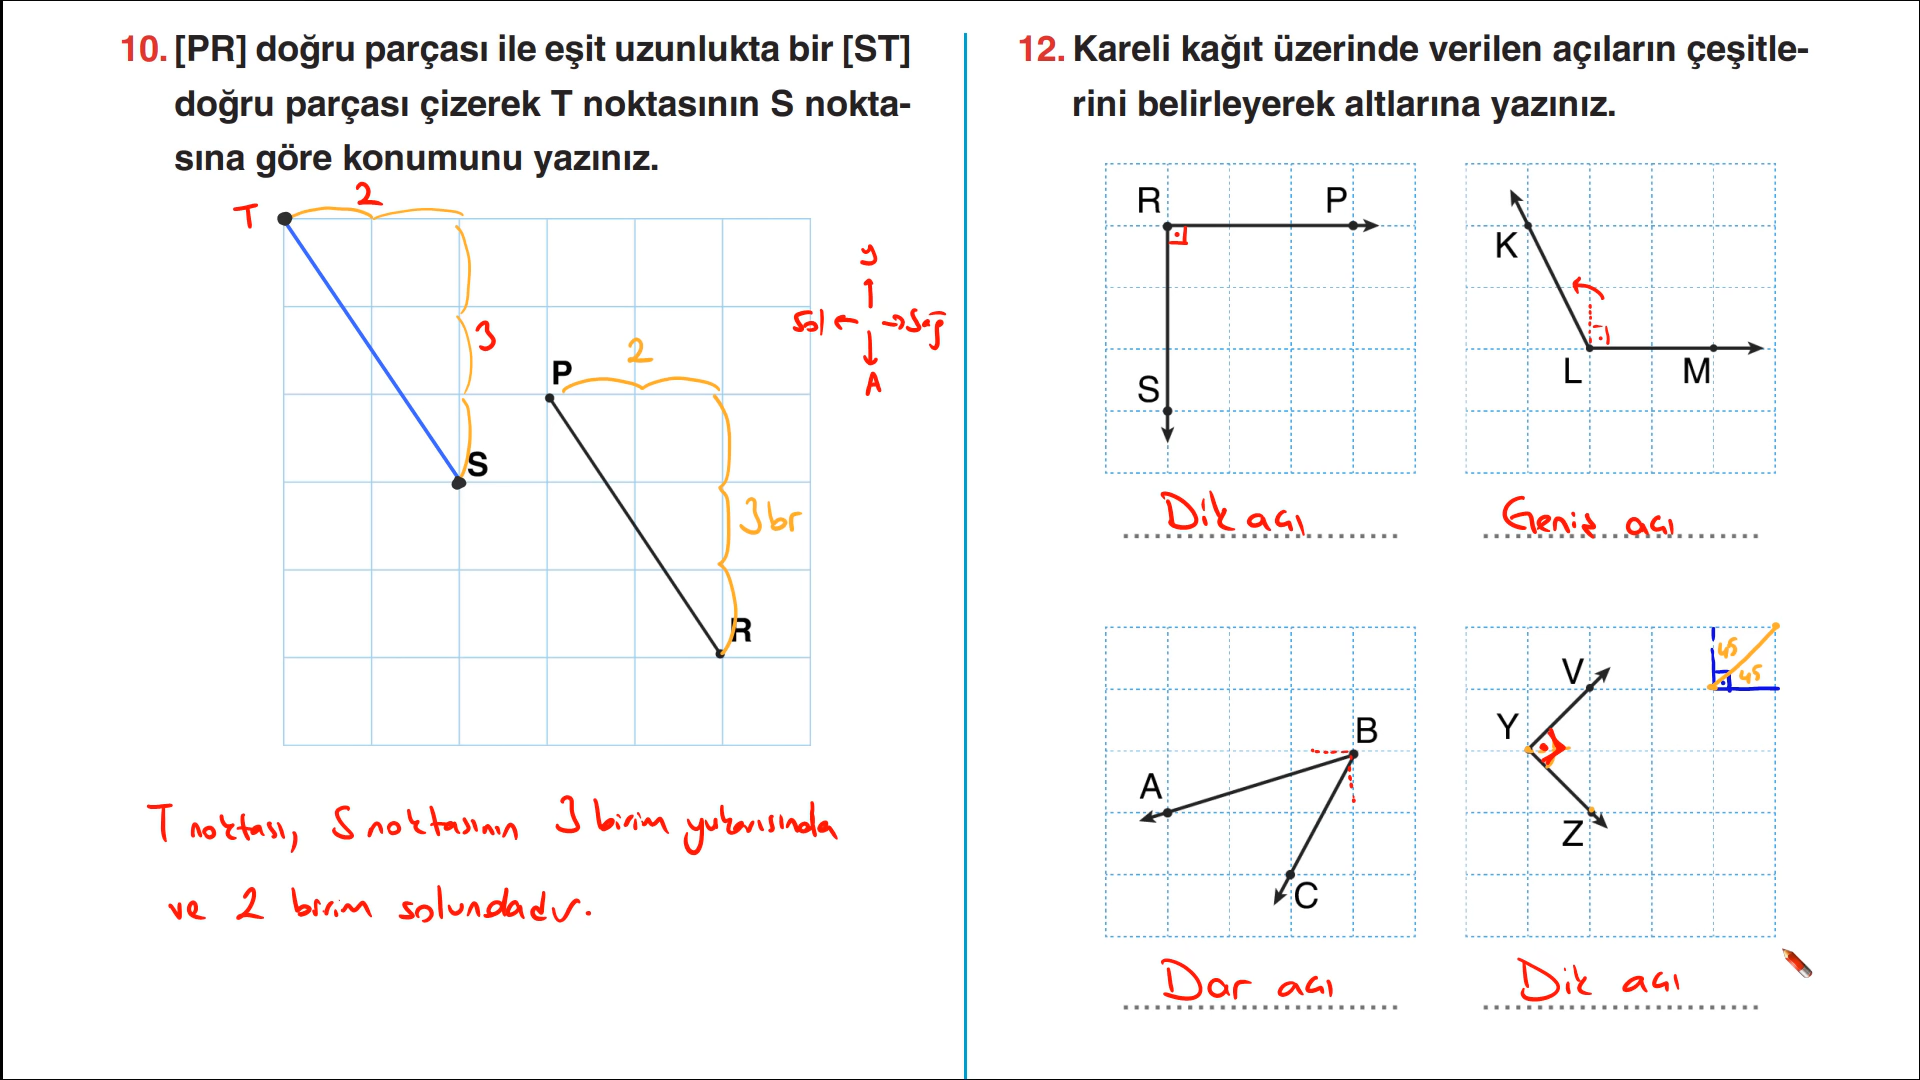 10. [PR] doğru parçası ile eşit uzunlukta bir [ST]
doğru parçası çizerek T noktasının S nokta-
sına göre konumunu yazınız.
T
2
3
S
P
2
3br
R
y
Sol
Sağ
A
T noktası, S noktasının 3 birim yukarısında
ve 2 birim solundadır.
12. Kareli kağıt üzerinde verilen açıların çeşitle-
rini belirleyerek altlarına yazınız.
R
P
S
Dik açı
K
L
M
Geniş açı
B
A
C
Dar açı
45
45
V
Y
Z
Dik açı